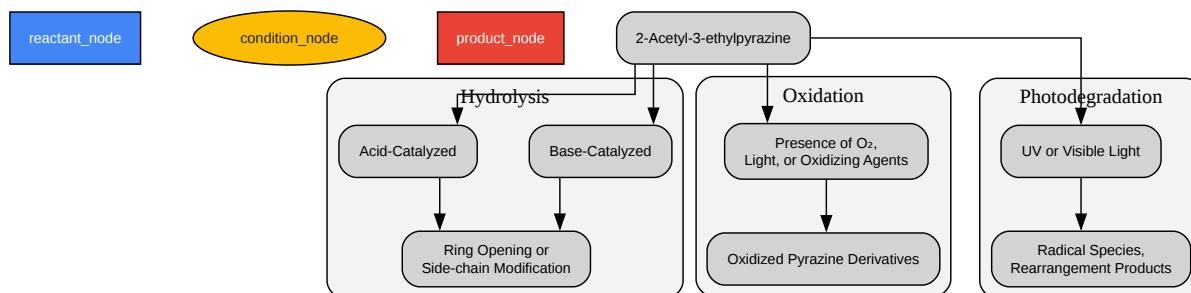 reactant_node
condition_node
product_node
2-Acetyl-3-ethylpyrazine
Hydrolysis
Oxidation
Photodegradation
Acid-Catalyzed
Base-Catalyzed
Presence of O₂,
Light, or Oxidizing Agents
UV or Visible Light
Ring Opening or
Side-chain Modification
Oxidized Pyrazine Derivatives
Radical Species,
Rearrangement Products